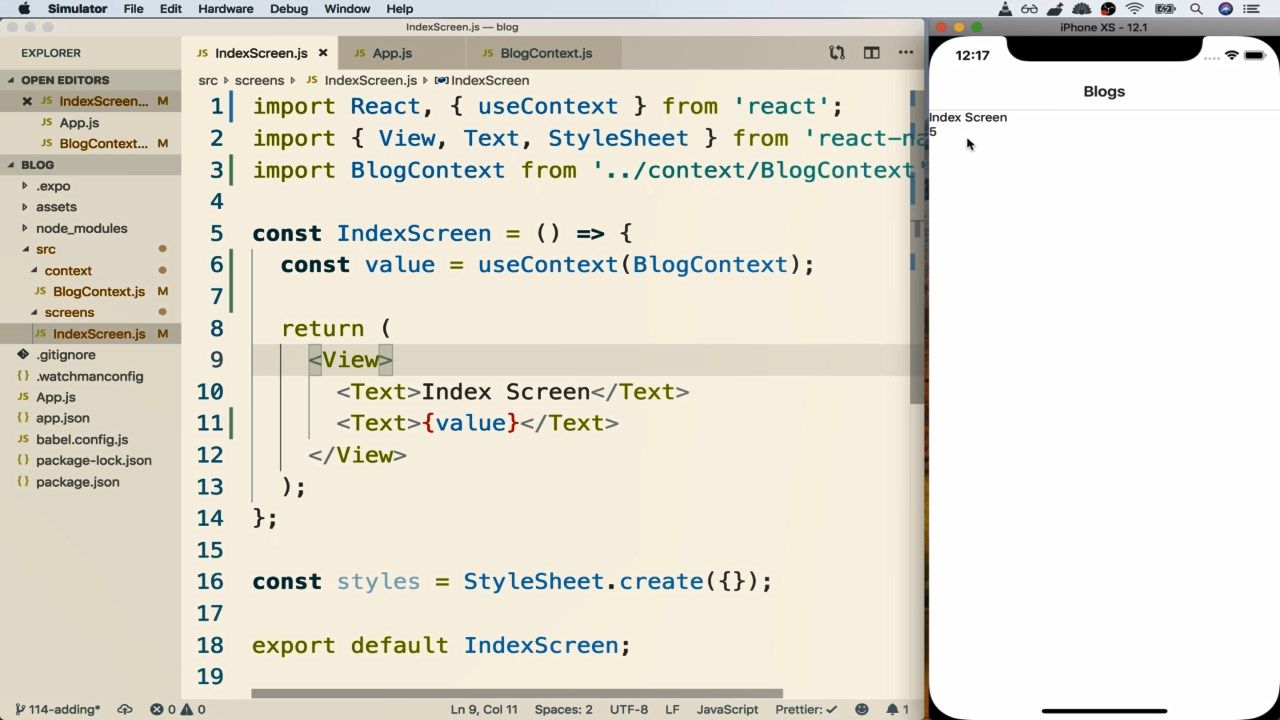 Simulator File Edit Hardware Debug Window Help
IndexScreen.js — blog
iPhone XS - 12.1
EXPLORER
OPEN EDITORS
JS IndexScreen... M
JS App.js
JS BlogContext... M
BLOG
.expo
assets
node_modules
src
context
JS BlogContext.js M
screens
JS IndexScreen.js M
.gitignore
{} .watchmanconfig
JS App.js
{} app.json
JS babel.config.js
{} package-lock.json
{} package.json
JS IndexScreen.js
JS App.js
JS BlogContext.js
src screens JS IndexScreen.js IndexScreen
1 import React, { useContext } from 'react';
2 import { View, Text, StyleSheet } from 'react-na
3 import BlogContext from '../context/BlogContext'
4
5 const IndexScreen = () => {
6 const value = useContext(BlogContext);
7
8 return (
9 <View>
10 <Text>Index Screen</Text>
11 <Text>{value}</Text>
12 </View>
13 );
14 };
15
16 const styles = StyleSheet.create({});
17
18 export default IndexScreen;
19
12:17
Blogs
Index Screen
5
114-adding* 0 0 Ln 9, Col 11 Spaces: 2 UTF-8 LF JavaScript Prettier: ✓ 1